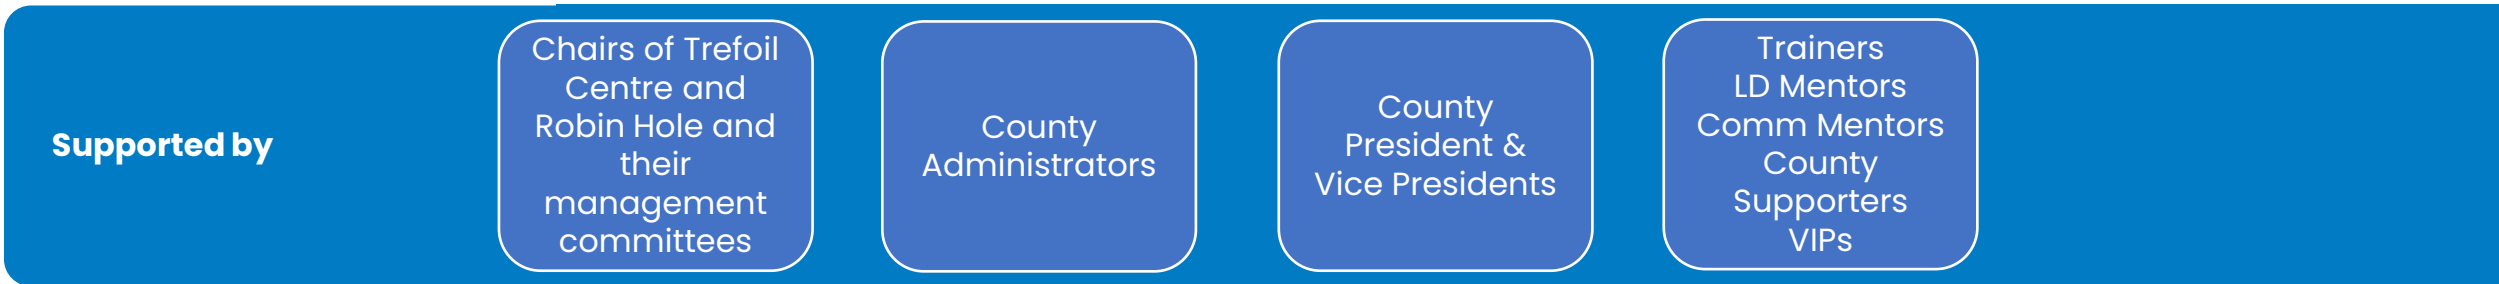 Supported by
Chairs of Trefoil
Centre and
Robin Hole and
their
management
committees
County
Administrators
County
President &
Vice Presidents
Trainers
LD Mentors
Comm Mentors
County
Supporters
VIPs